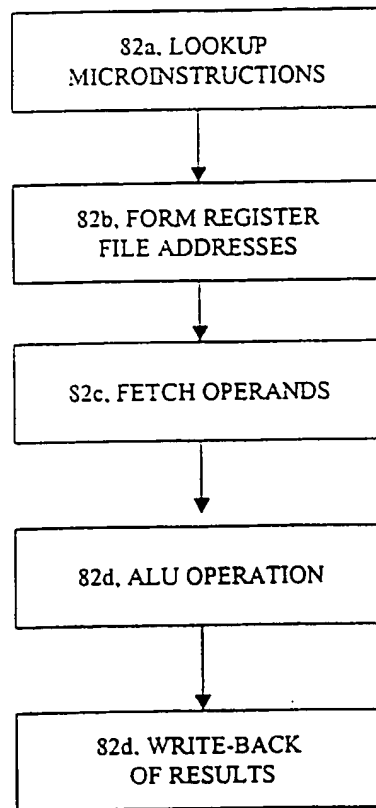 82a. LOOKUP
MICROINSTRUCTIONS
82b. FORM REGISTER
FILE ADDRESSES
82c. FETCH OPERANDS
82d. ALU OPERATION
82d. WRITE-BACK
OF RESULTS